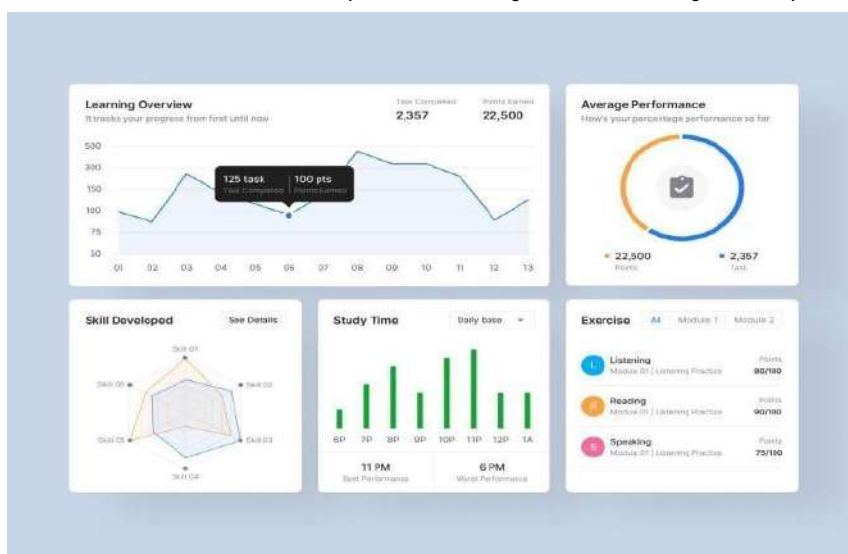 Learning Overview
It tracks your progress from first until now
Task Completed
2,357
Points Earned
22,500
500
300
150
100
75
50
125 task
Task Completed
100 pts
Points Earned
01 02 03 04 05 06 07 08 09 10 11 12 13
Average Performance
How's your percentage performance so far
22,500
Points
2,357
Task
Skill Developed
See Details
Skill 01
Skill 02
Skill 03
Skill 04
Skill 05
Study Time
Daily base
6P 7P 8P 9P 10P 11P 12P 1A
11 PM
Best Performance
6 PM
Worst Performance
Exercise
All
Module 1
Module 2
L
Listening
Module 01 | Listening Practice
Points
90/100
R
Reading
Module 01 | Listening Practice
Points
90/100
S
Speaking
Module 01 | Listening Practice
Points
75/100